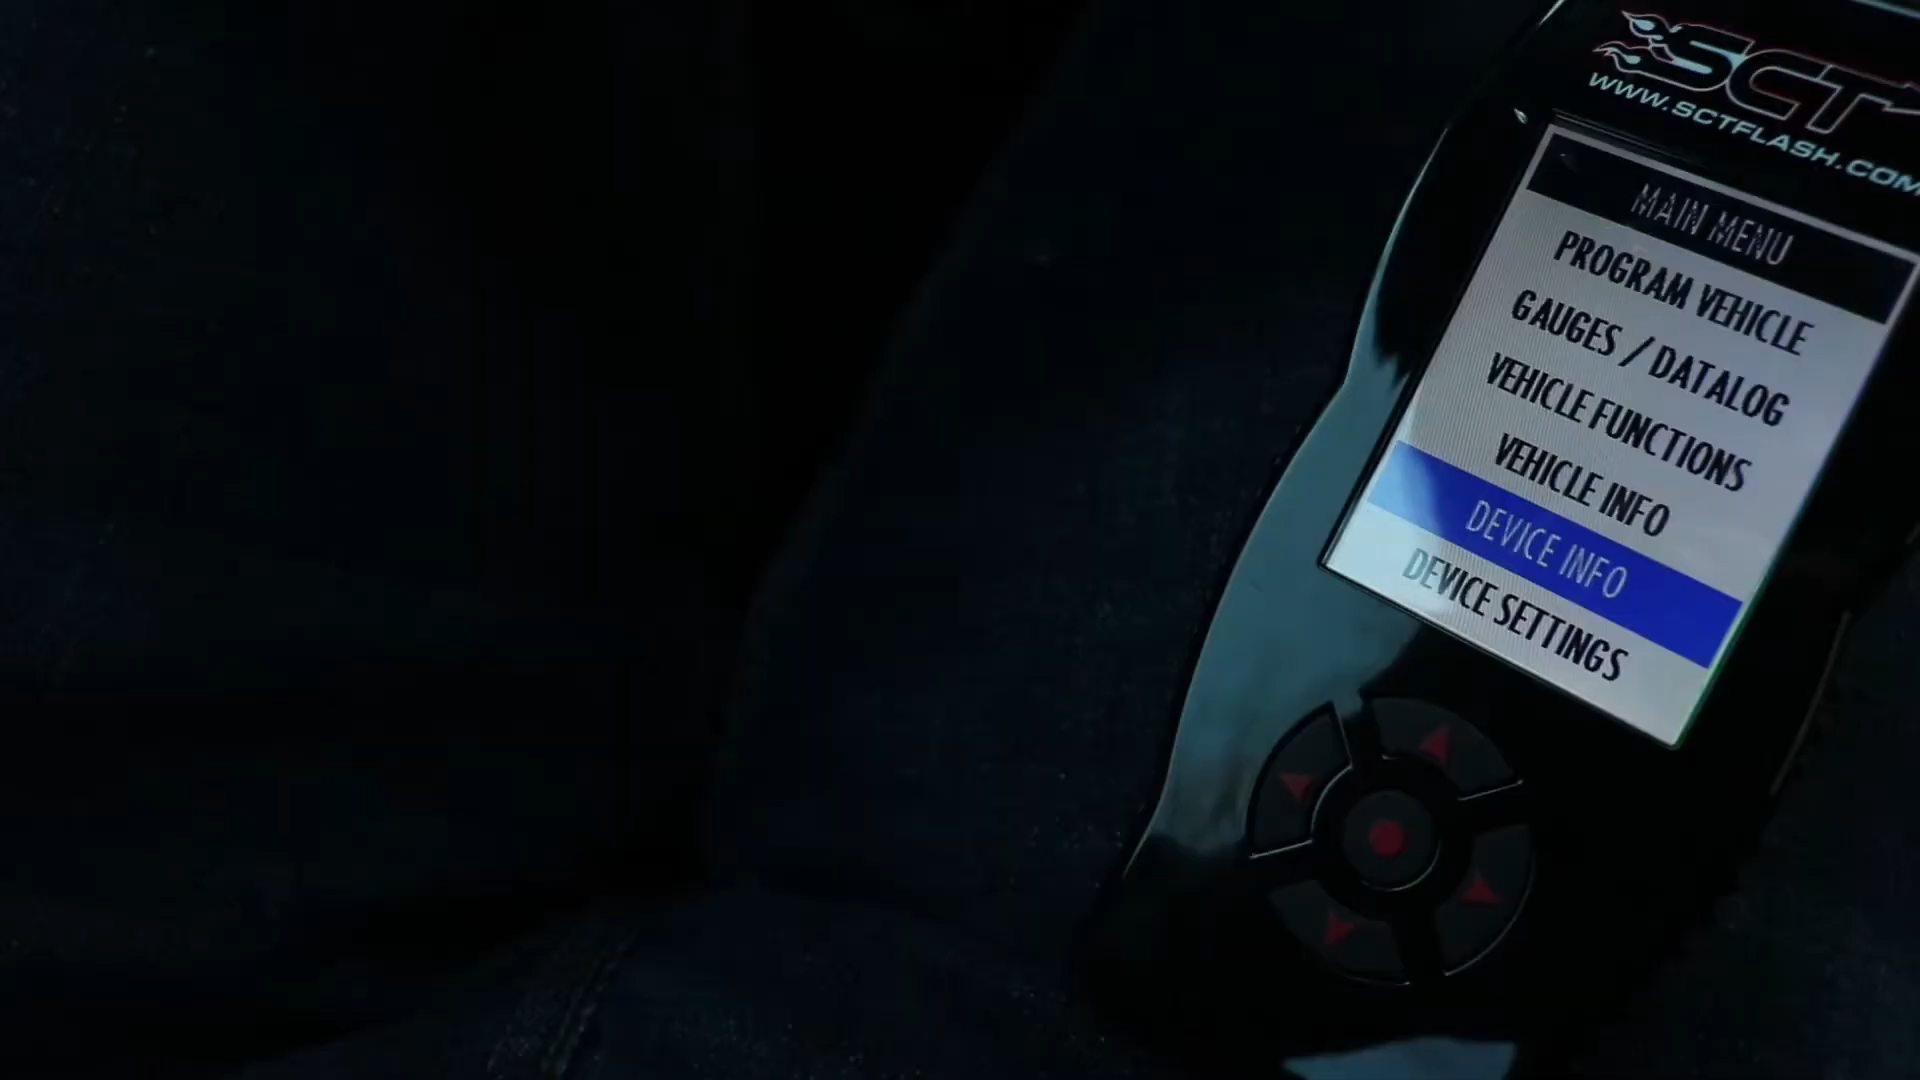 SCT
WWW.SCTFLASH.COM
MAIN MENU
PROGRAM VEHICLE
GAUGES / DATALOG
VEHICLE FUNCTIONS
VEHICLE INFO
DEVICE INFO
DEVICE SETTINGS